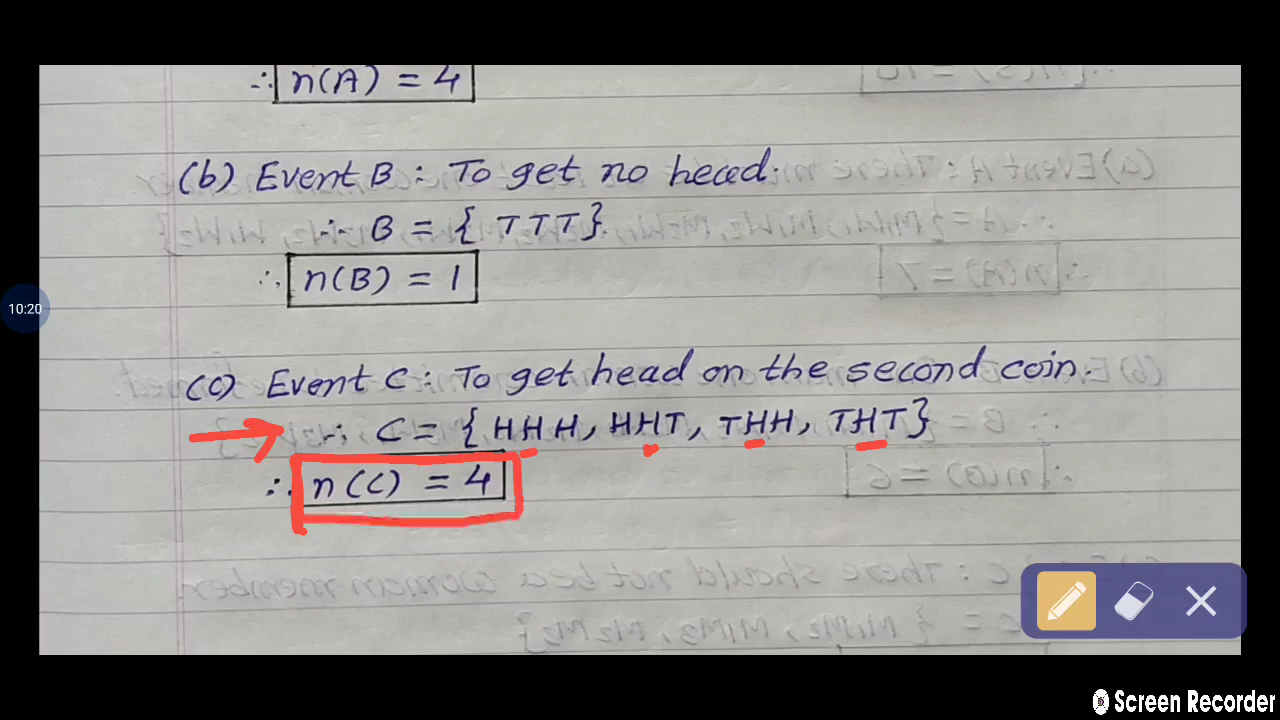 ∴ n(A) = 4
(b) Event B : To get no head.
∴ B = { TTT}.
∴ n(B) = 1
10:20
(c) Event C : To get head on the second coin.
∴ C = { HHH, HHT, THH, THT}
∴ n(C) = 4
Screen Recorder